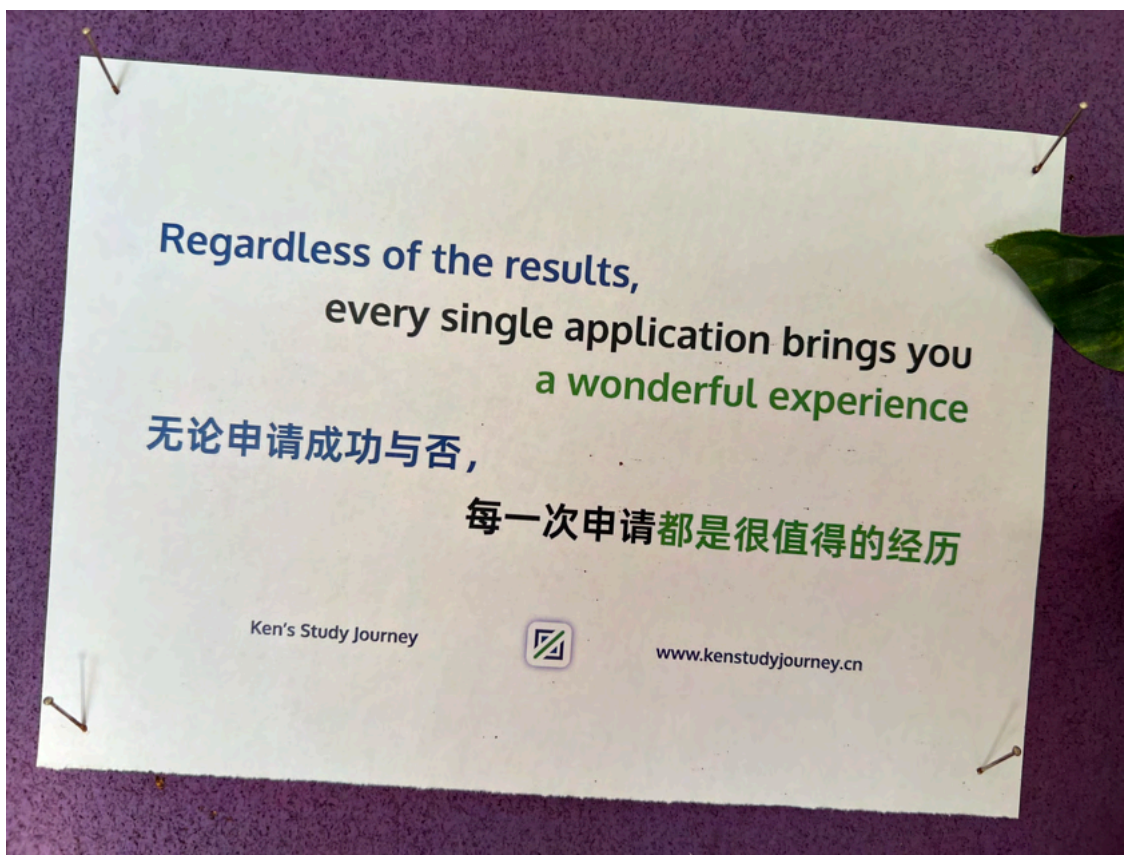 Regardless of the results,
every single application brings you
a wonderful experience
无论申请成功与否，
每一次申请都是很值得的经历
Ken's Study Journey
www.kenstudyjourney.cn